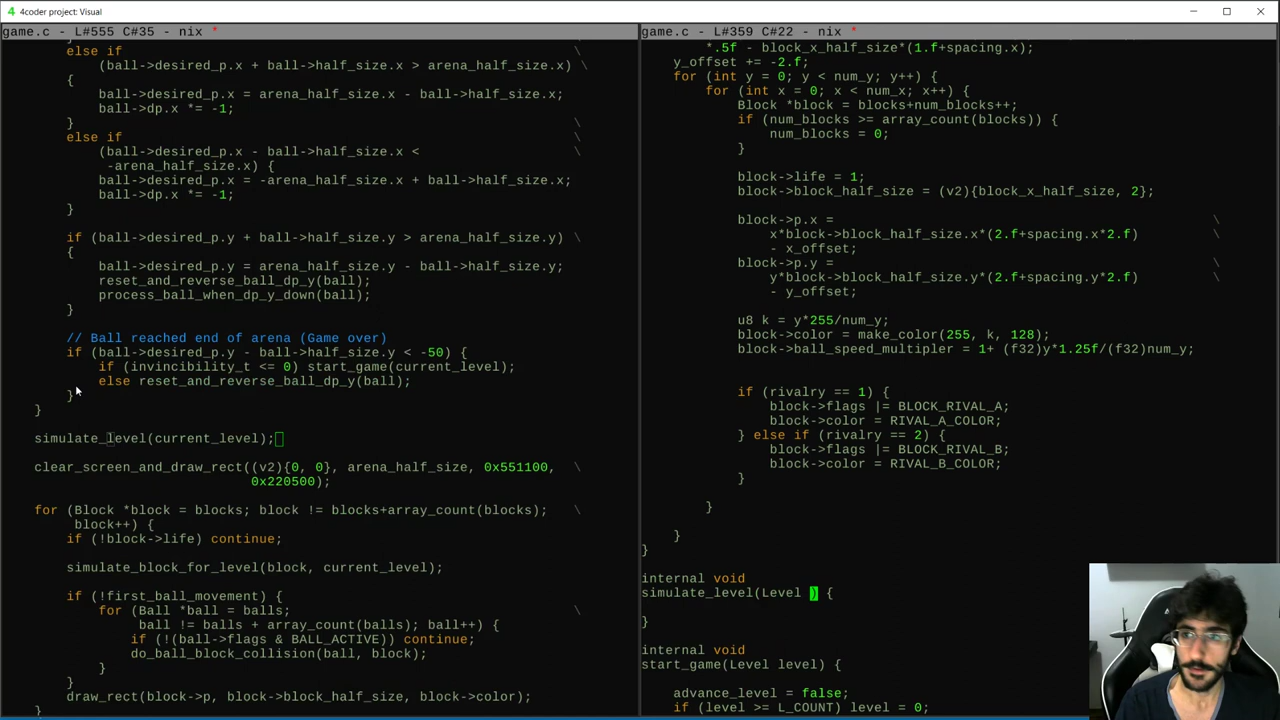 4coder project: Visual
game.c - L#555 C#35 - nix *
else if \
(ball->desired_p.x + ball->half_size.x > arena_half_size.x) \
{
ball->desired_p.x = arena_half_size.x - ball->half_size.x;
ball->dp.x *= -1;
} \
else if
(ball->desired_p.x - ball->half_size.x < \
-arena_half_size.x) {
ball->desired_p.x = -arena_half_size.x + ball->half_size.x;
ball->dp.x *= -1;
}
if (ball->desired_p.y + ball->half_size.y > arena_half_size.y) \
{
ball->desired_p.y = arena_half_size.y - ball->half_size.y;
reset_and_reverse_ball_dp_y(ball);
process_ball_when_dp_y_down(ball);
}
// Ball reached end of arena (Game over)
if (ball->desired_p.y - ball->half_size.y < -50) {
if (invincibility_t <= 0) start_game(current_level);
else reset_and_reverse_ball_dp_y(ball);
}
}
simulate_level(current_level);
clear_screen_and_draw_rect((v2){0, 0}, arena_half_size, 0x551100, \
0x220500);
for (Block *block = blocks; block != blocks+array_count(blocks); \
block++) {
if (!block->life) continue;
simulate_block_for_level(block, current_level);
if (!first_ball_movement) {
for (Ball *ball = balls; \
ball != balls + array_count(balls); ball++) {
if (!(ball->flags & BALL_ACTIVE)) continue;
do_ball_block_collision(ball, block);
}
}
draw_rect(block->p, block->block_half_size, block->color);
}
game.c - L#359 C#22 - nix *
*.5f - block_x_half_size*(1.f+spacing.x);
y_offset += -2.f;
for (int y = 0; y < num_y; y++) {
for (int x = 0; x < num_x; x++) {
Block *block = blocks+num_blocks++;
if (num_blocks >= array_count(blocks)) {
num_blocks = 0;
}
block->life = 1;
block->block_half_size = (v2){block_x_half_size, 2};
block->p.x = \
x*block->block_half_size.x*(2.f+spacing.x*2.f)
- x_offset;
block->p.y = \
y*block->block_half_size.y*(2.f+spacing.y*2.f)
- y_offset;
u8 k = y*255/num_y;
block->color = make_color(255, k, 128);
block->ball_speed_multipler = 1+ (f32)y*1.25f/(f32)num_y;
if (rivalry == 1) {
block->flags |= BLOCK_RIVAL_A;
block->color = RIVAL_A_COLOR;
} else if (rivalry == 2) {
block->flags |= BLOCK_RIVAL_B;
block->color = RIVAL_B_COLOR;
}
}
}
}
internal void
simulate_level(Level ) {
}
internal void
start_game(Level level) {
advance_level = false;
if (level >= L_COUNT) level = 0;